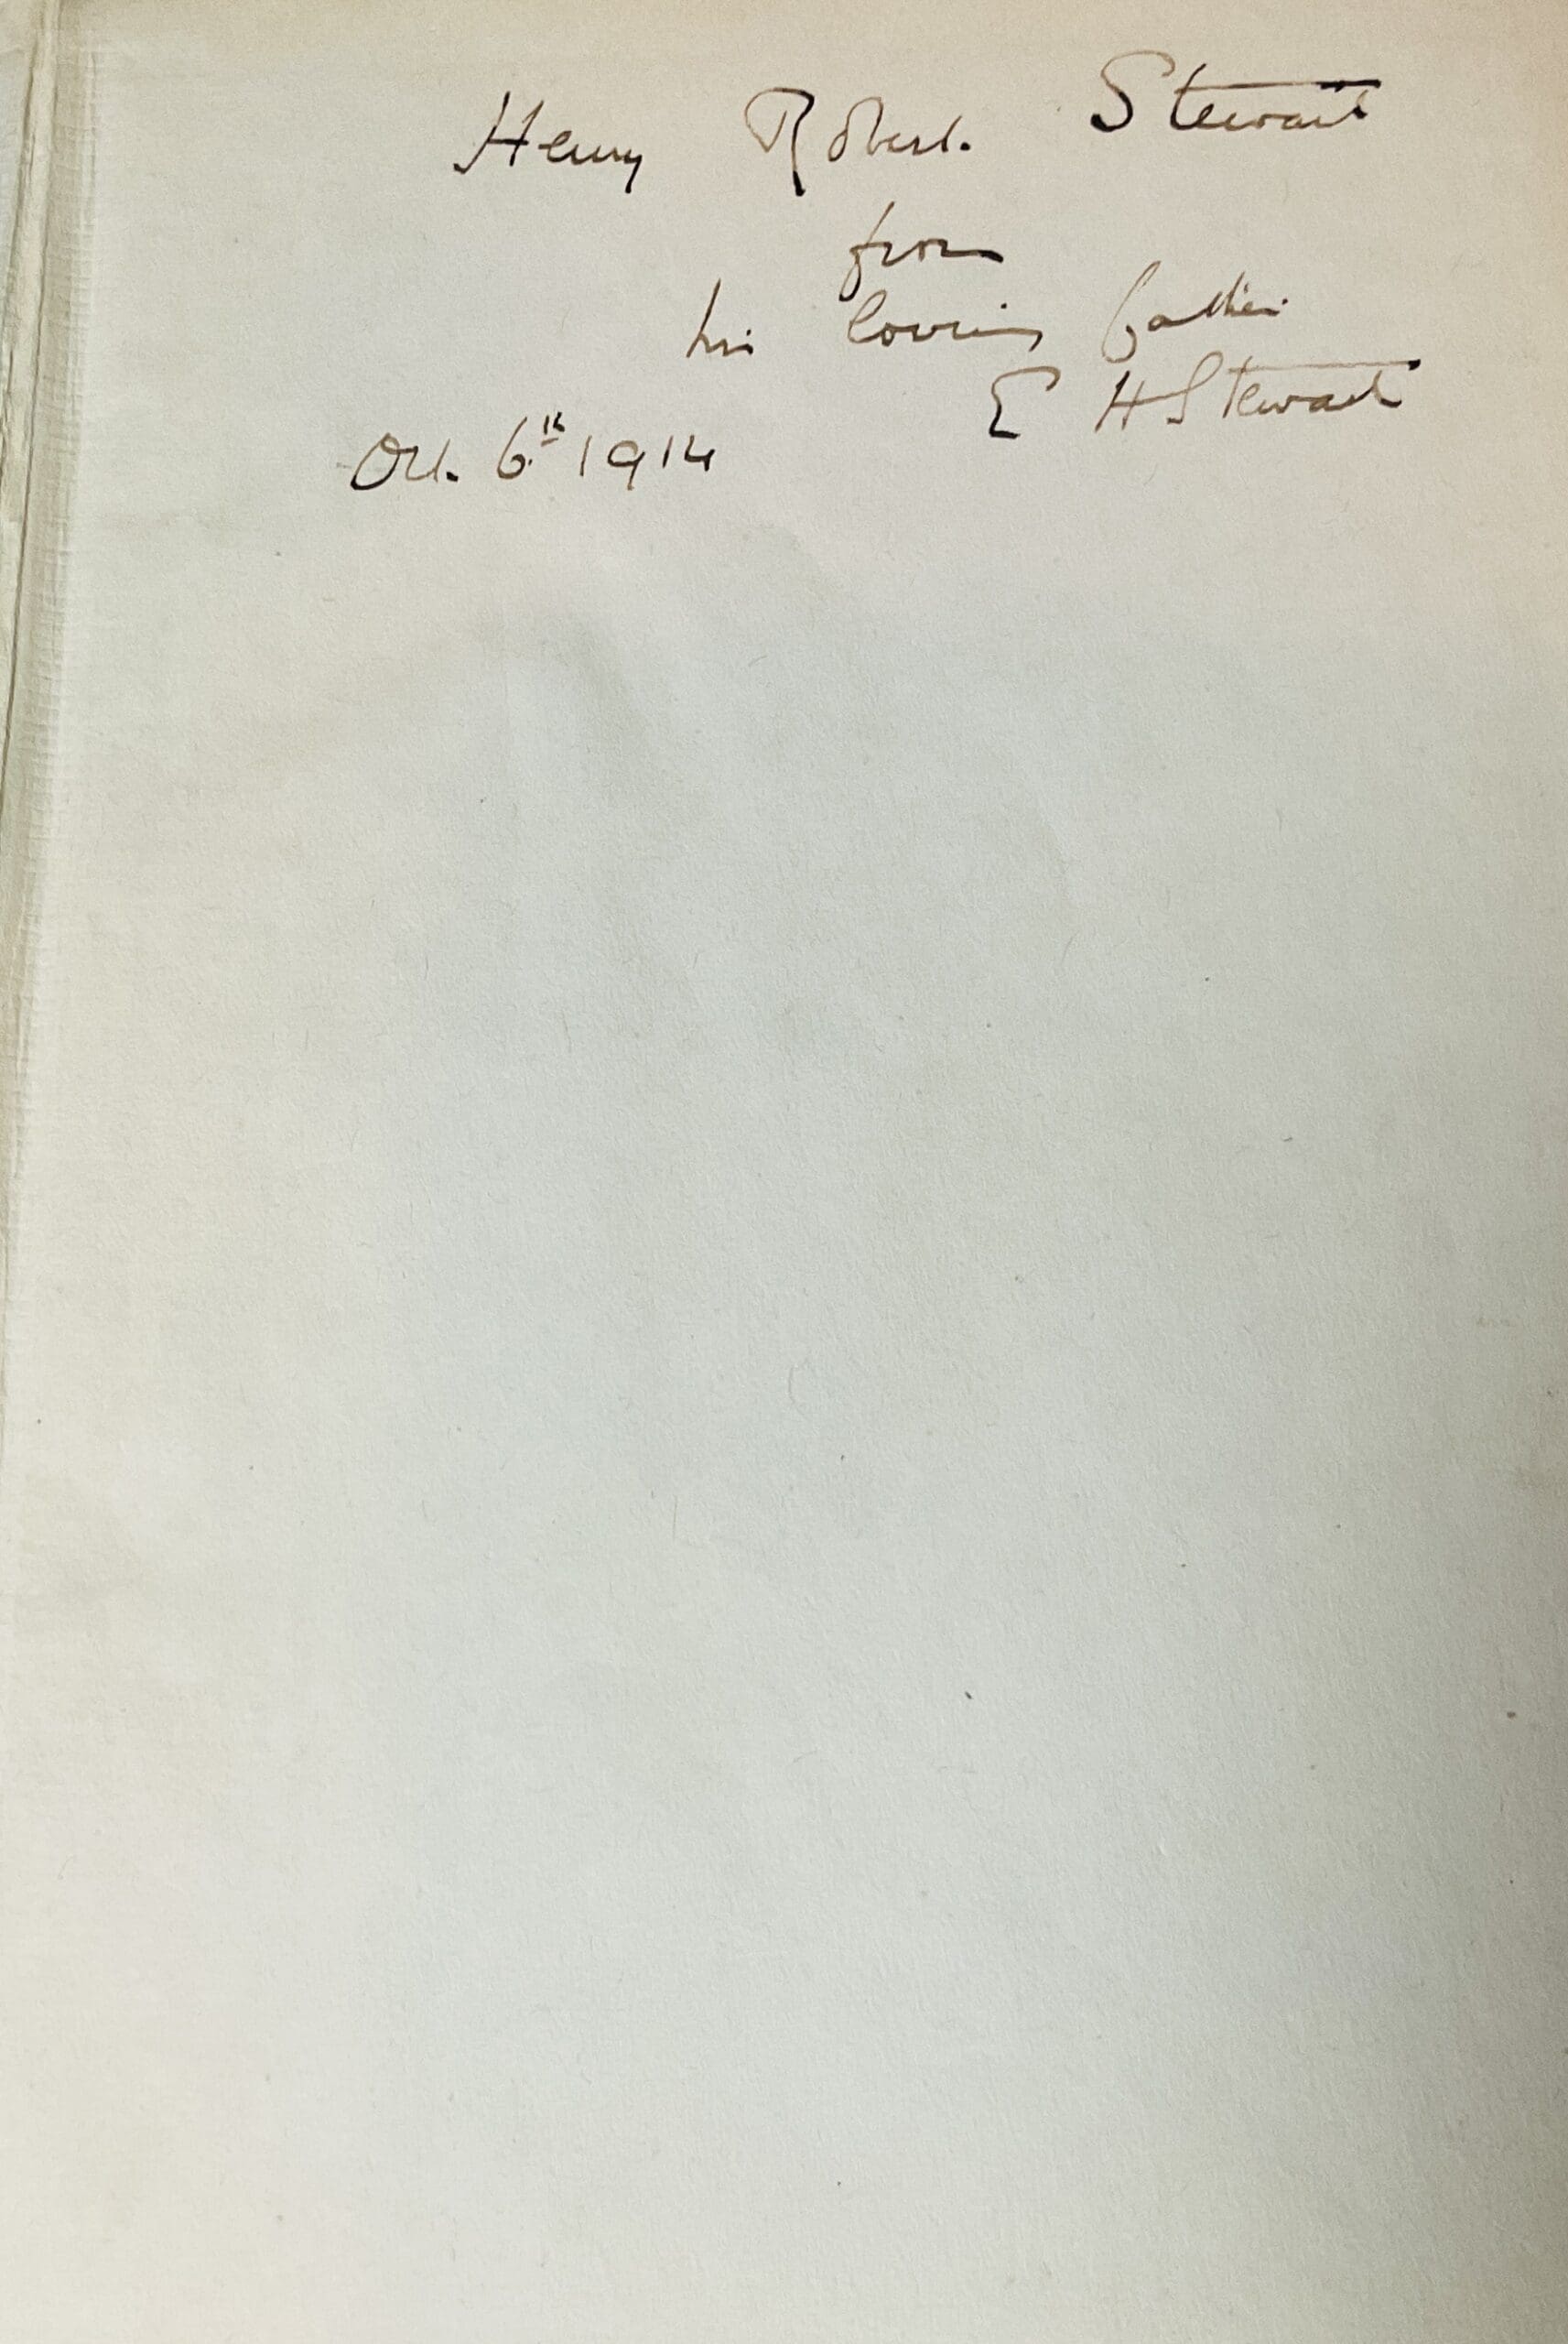 Henry Robert Stewart
from
his loving father
E H Stewart
Oct. 6th 1914